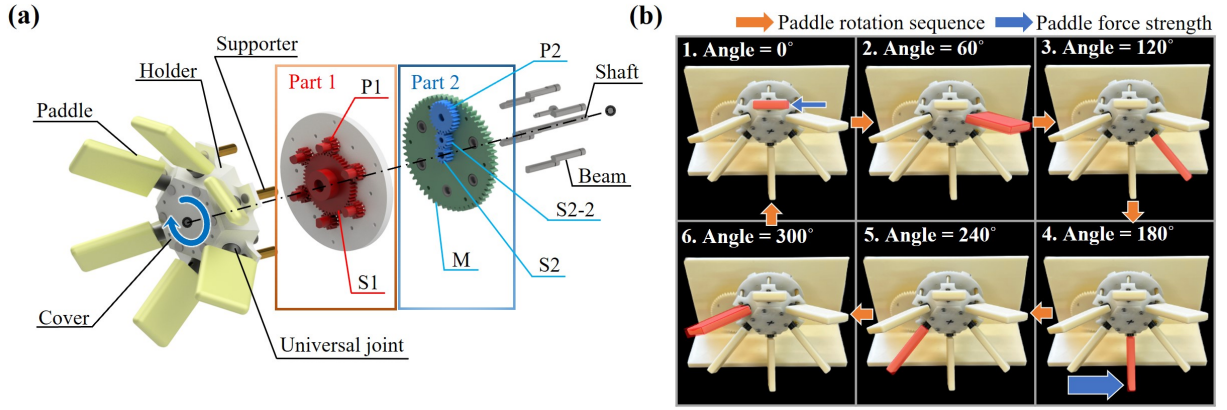 (a)
Supporter
Holder
Paddle
Part 1
P1
Part 2
P2
Shaft
Beam
S2-2
S2
M
S1
Cover
Universal joint
(b)
Paddle rotation sequence
Paddle force strength
1. Angle = 0°
2. Angle = 60°
3. Angle = 120°
6. Angle = 300°
5. Angle = 240°
4. Angle = 180°